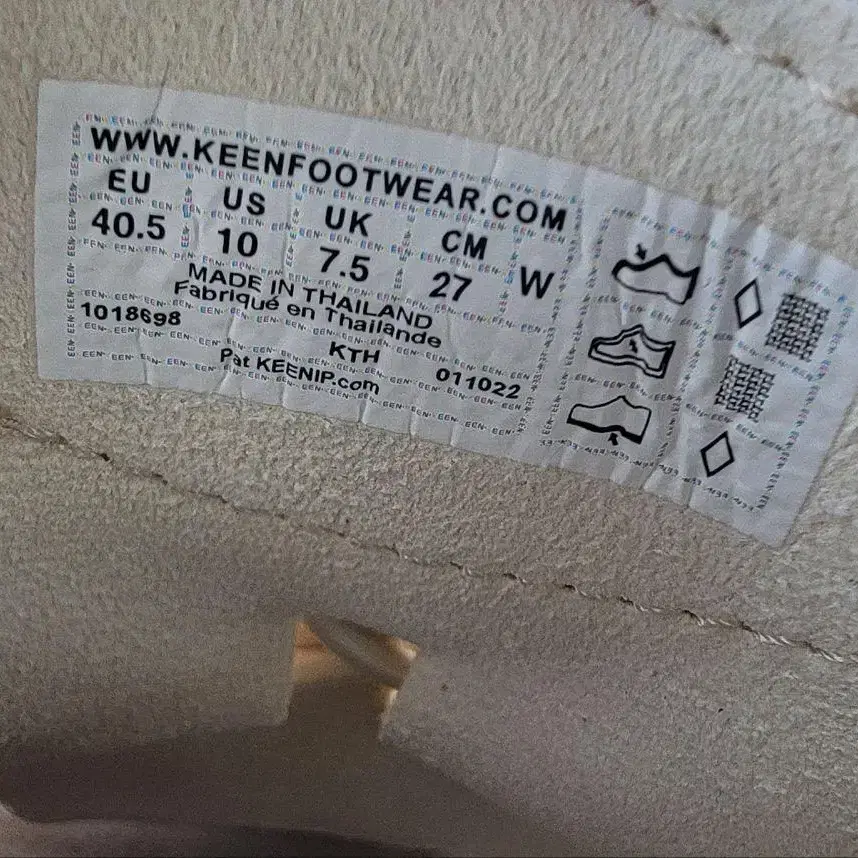 WWW.KEENFOOTWEAR.COM
EU US UK CM
40.5 10 7.5 27 W
MADE IN THAILAND
Fabriqué en Thaïlande
1018698 KTH 011022
Pat KEENIP.com